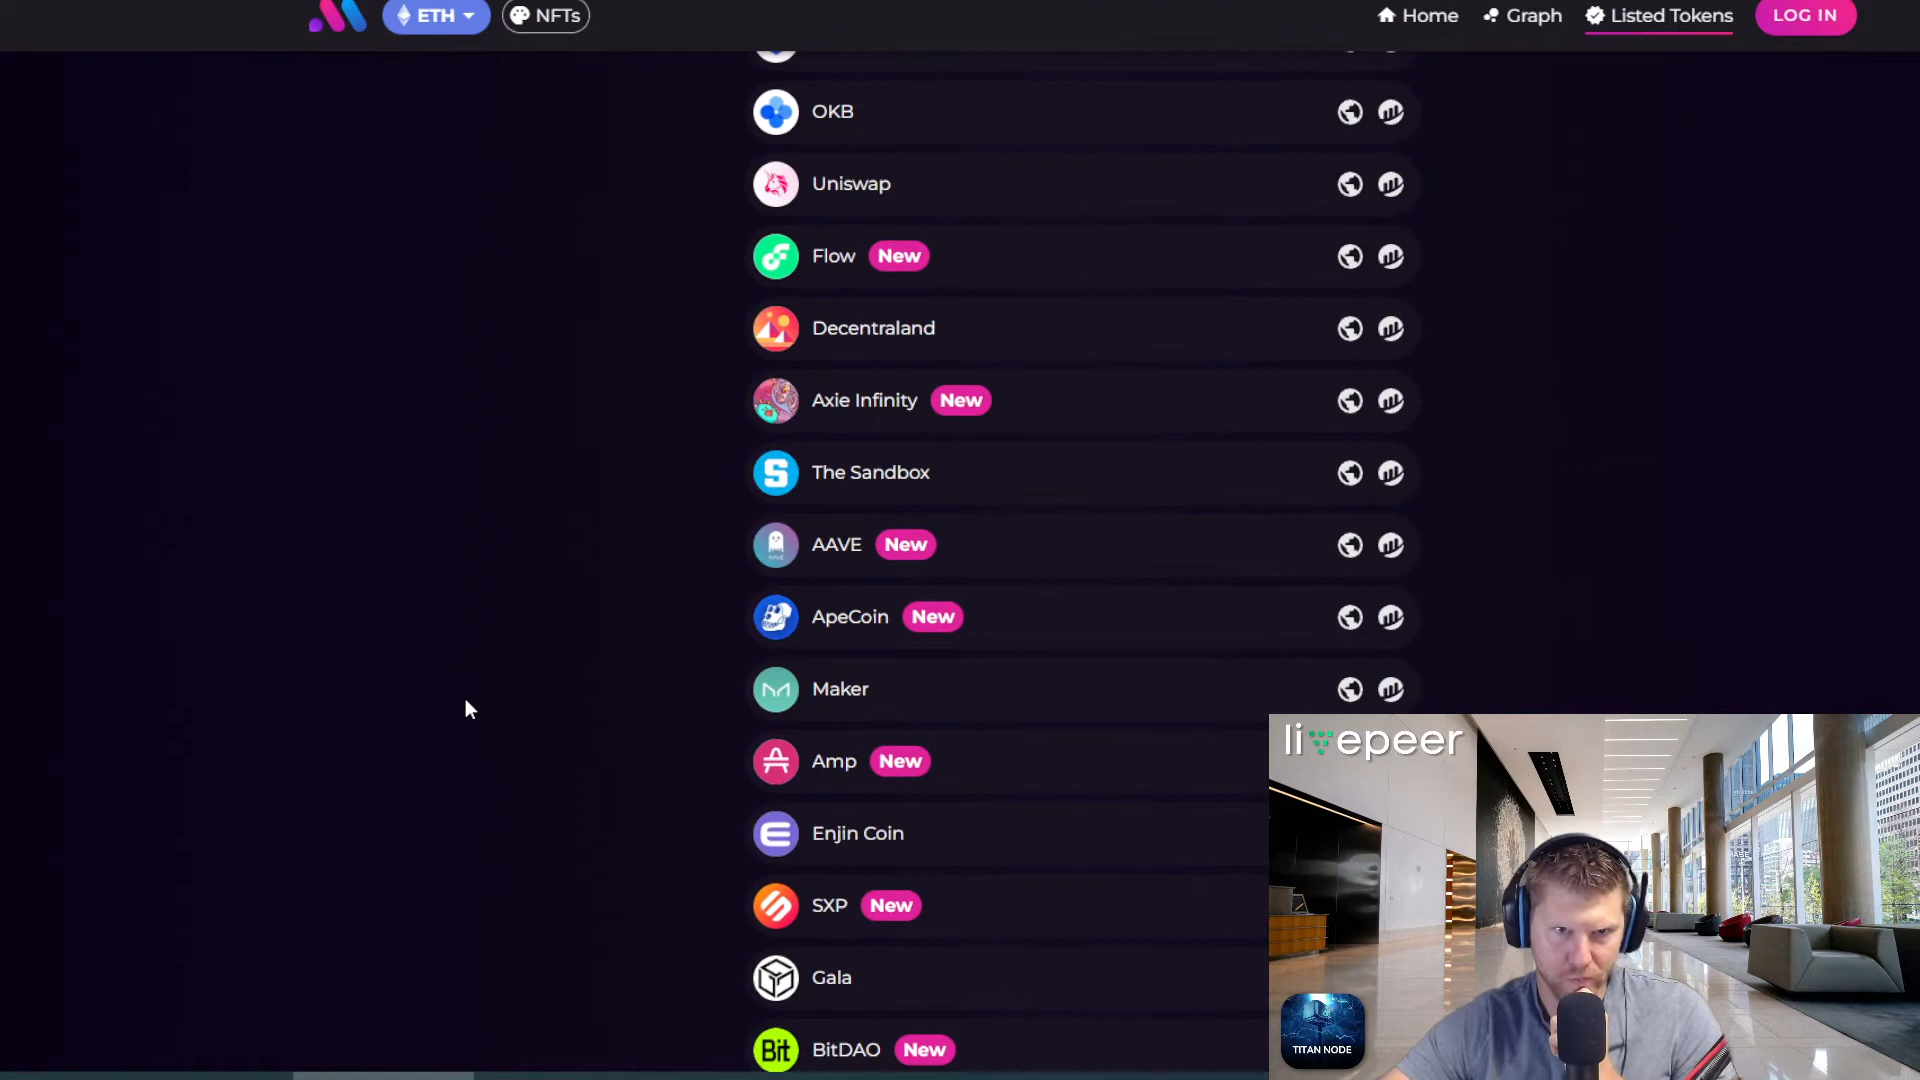 ETH
NFTs
Home
Graph
Listed Tokens
LOG IN
OKB
Uniswap
Flow New
Decentraland
Axie Infinity New
The Sandbox
AAVE New
ApeCoin New
Maker
Amp New
Enjin Coin
SXP New
Gala
Bit
BitDAO New
livepeer
TITAN NODE